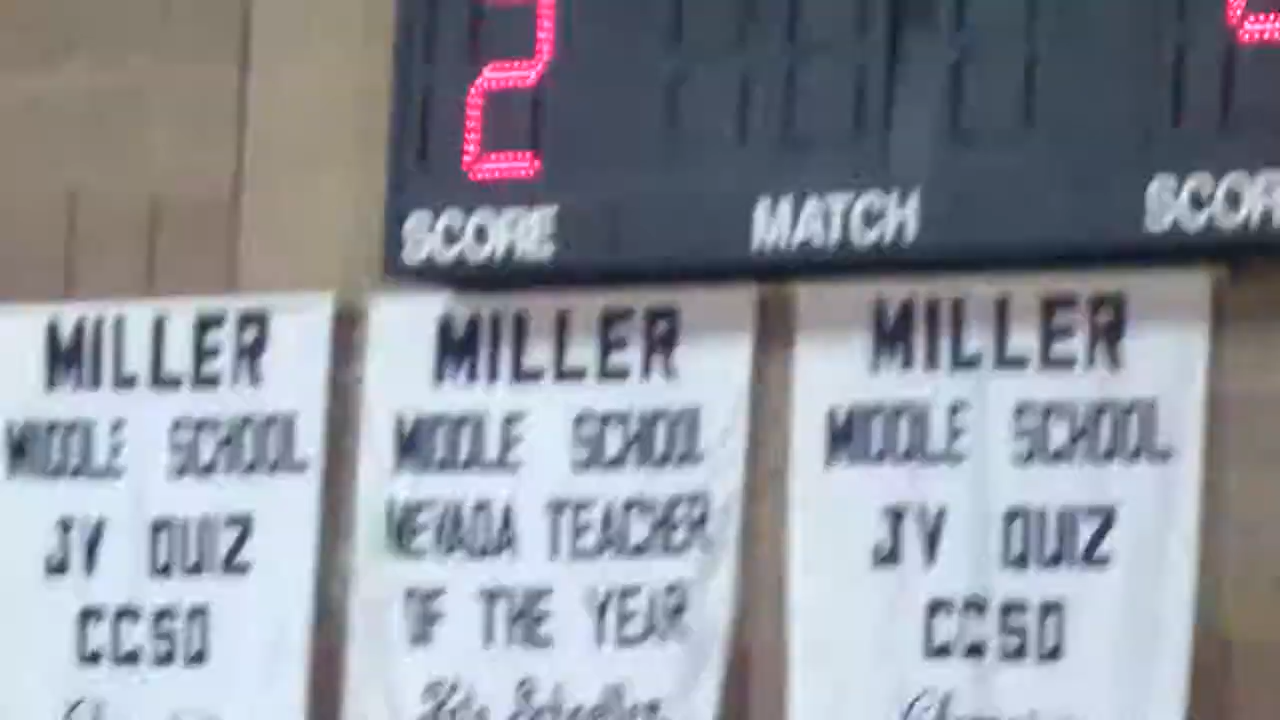 2
SCORE MATCH SCOR
MILLER
MIDDLE SCHOOL
JV QUIZ
CCSD
MILLER
MIDDLE SCHOOL
NEVADA TEACHER
OF THE YEAR
MILLER
MIDDLE SCHOOL
JV QUIZ
CCSD